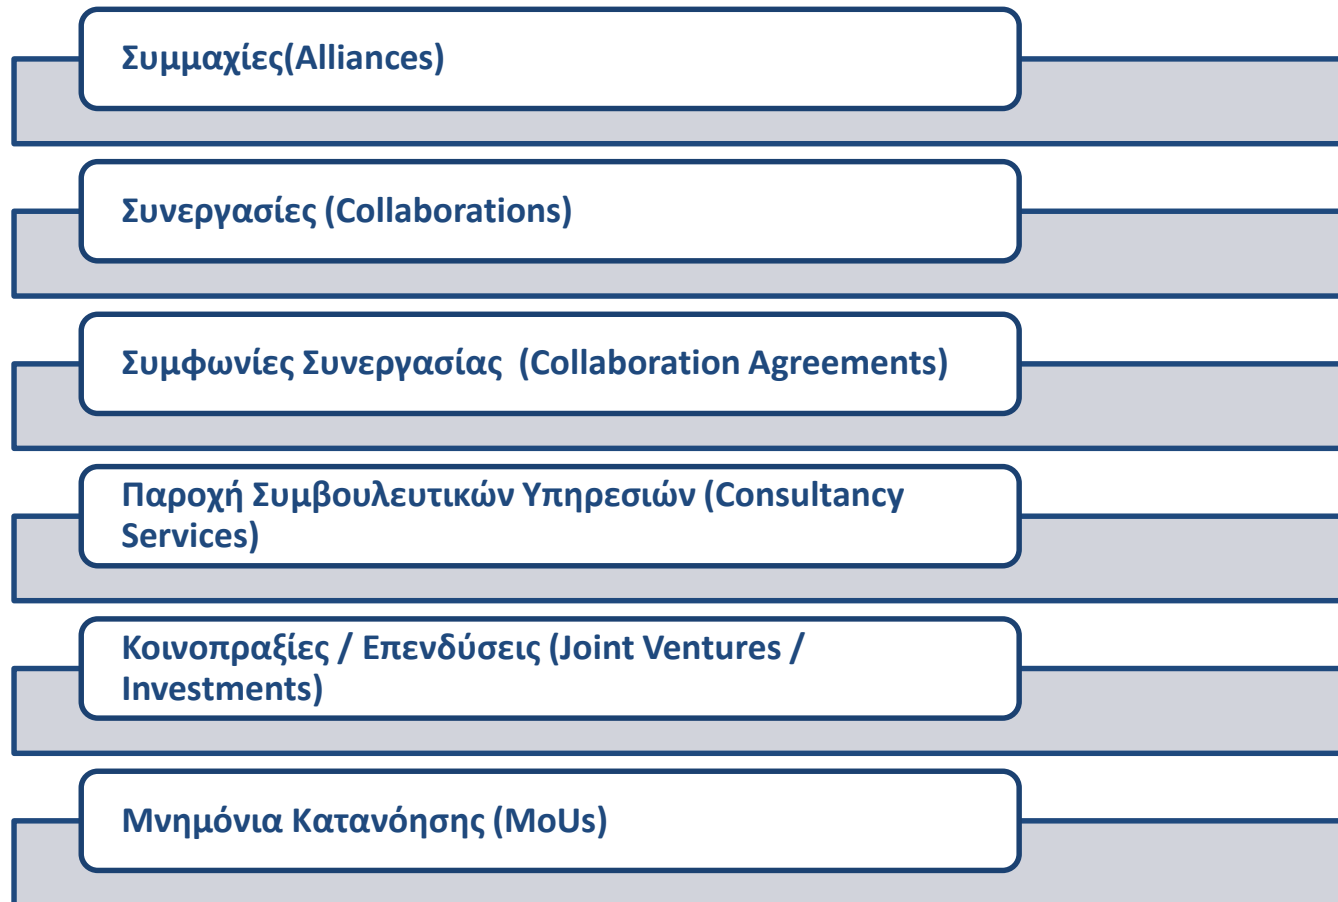 Συμμαχίες(Alliances)
Συνεργασίες (Collaborations)
Συμφωνίες Συνεργασίας  (Collaboration Agreements)
Παροχή Συμβουλευτικών Υπηρεσιών (Consultancy
Services)
Κοινοπραξίες / Επενδύσεις (Joint Ventures /
Investments)
Μνημόνια Κατανόησης (MoUs)